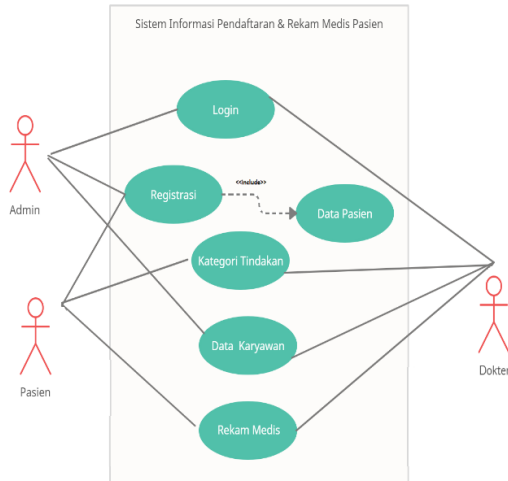 Sistem Informasi Pendaftaran & Rekam Medis Pasien
Login
Admin
Registrasi
<<Include>>
Data Pasien
Kategori Tindakan
Dokter
Pasien
Data Karyawan
Rekam Medis